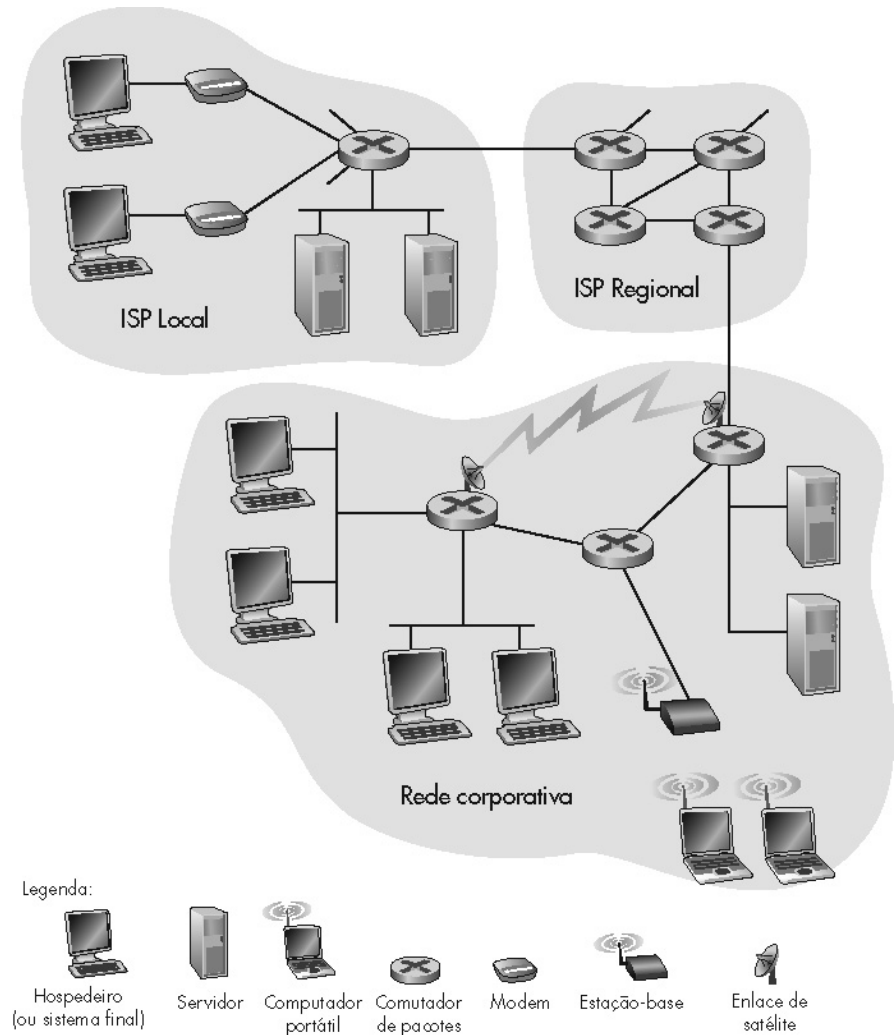 ISP Local
ISP Regional
Rede corporativa
Legenda:
Hospedeiro
(ou sistema final)
Servidor
Computador
portátil
Comutador
de pacotes
Modem
Estação-base
Enlace de
satélite